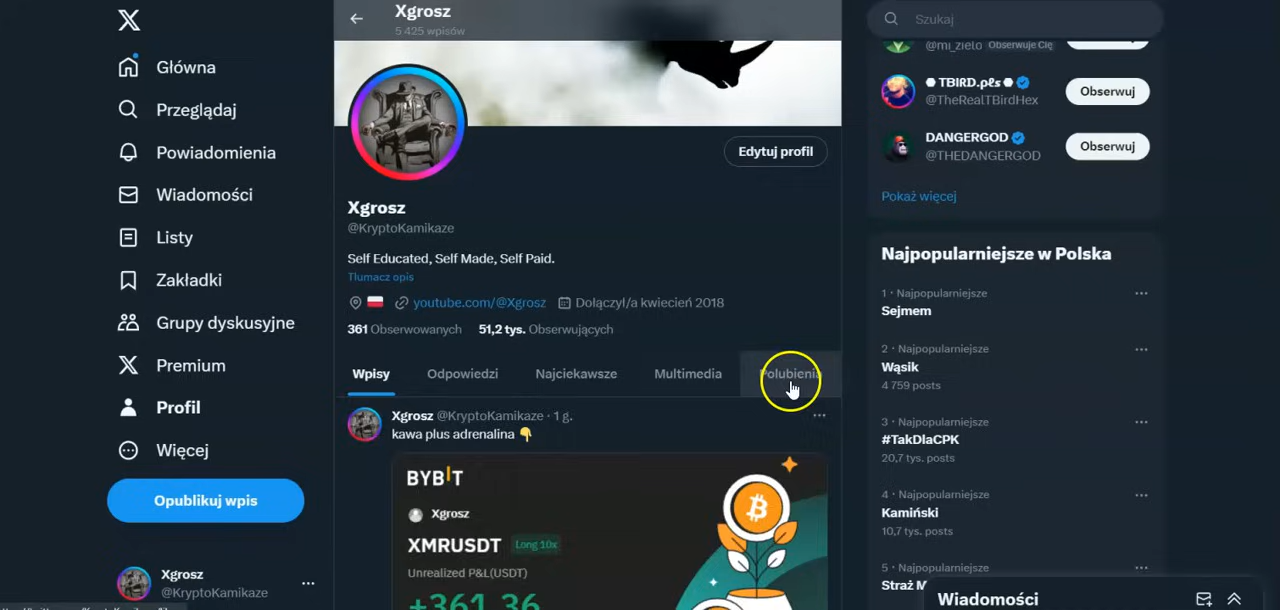 Główna
Przeglądaj
Powiadomienia
Wiadomości
Listy
Zakładki
Grupy dyskusyjne
Premium
Profil
Więcej
Opublikuj wpis
Xgrosz
@KryptoKamikaze
Xgrosz
5 425 wpisów
Edytuj profil
Xgrosz
@KryptoKamikaze
Self Educated, Self Made, Self Paid.
Tłumacz opis
youtube.com/@Xgrosz Dołączył/a kwiecień 2018
361 Obserwowanych 51,2 tys. Obserwujących
Wpisy Odpowiedzi Najciekawsze Multimedia Polubienia
Xgrosz @KryptoKamikaze · 1 g.
kawa plus adrenalina 👇
BYBIT
Xgrosz
XMRUSDT Long 10x
Unrealized P&L(USDT)
+361.36
Szukaj
@mi_zielo Obserwuje Cię
TBIRD.ρℓѕ
@TheRealTBirdHex
Obserwuj
DANGERGOD
@THEDANGERGOD
Obserwuj
Pokaż więcej
Najpopularniejsze w Polska
1 · Najpopularniejsze
Sejmem
2 · Najpopularniejsze
Wąsik
4 759 posts
3 · Najpopularniejsze
#TakDlaCPK
20,7 tys. posts
4 · Najpopularniejsze
Kamiński
10,7 tys. posts
5 · Najpopularniejsze
Straż
Wiadomości